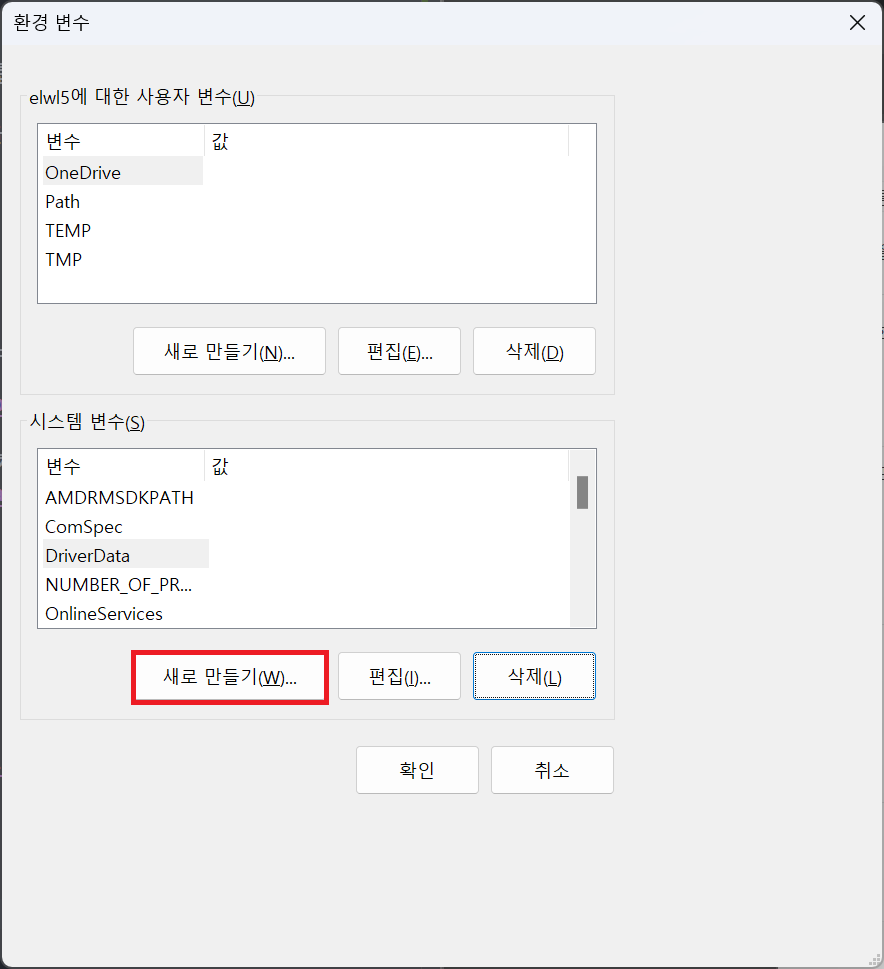 환경 변수
elwl5에 대한 사용자 변수(U)
변수 값
OneDrive
Path
TEMP
TMP
새로 만들기(N)... 편집(E)... 삭제(D)
시스템 변수(S)
변수 값
AMDRMSDKPATH
ComSpec
DriverData
NUMBER_OF_PR...
OnlineServices
새로 만들기(W)... 편집(I)... 삭제(L)
확인 취소